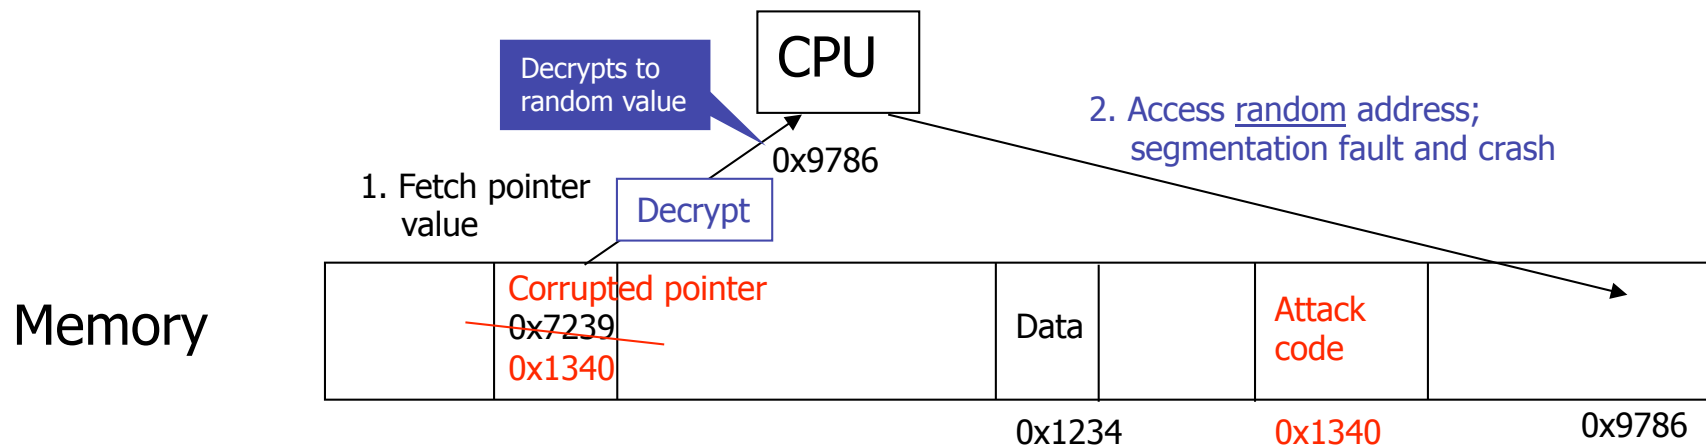 CPU
Decrypts to
random value
2. Access random address;
segmentation fault and crash
0x9786
1. Fetch pointer
value
Decrypt
Memory
Corrupted pointer
0x7239
0x1340
Data
Attack
code
0x1234
0x1340
0x9786